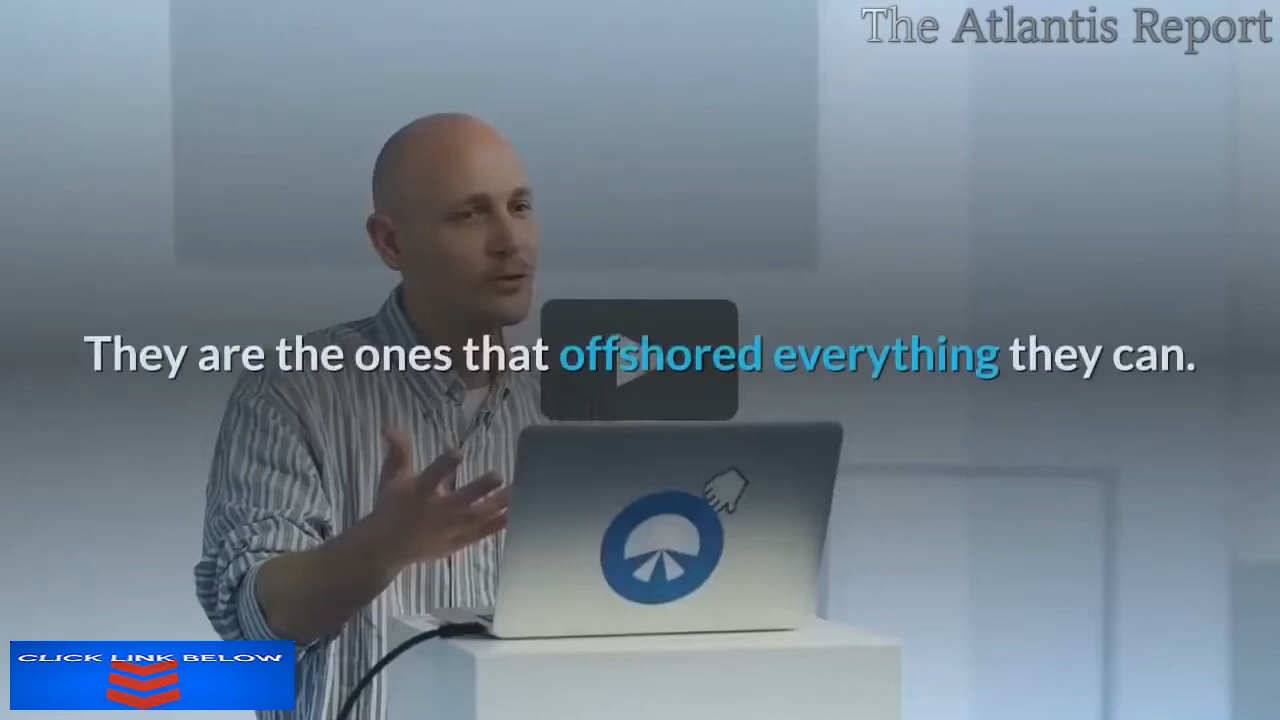 The Atlantis Report
They are the ones that offshored everything they can.
CLICK LINK BELOW